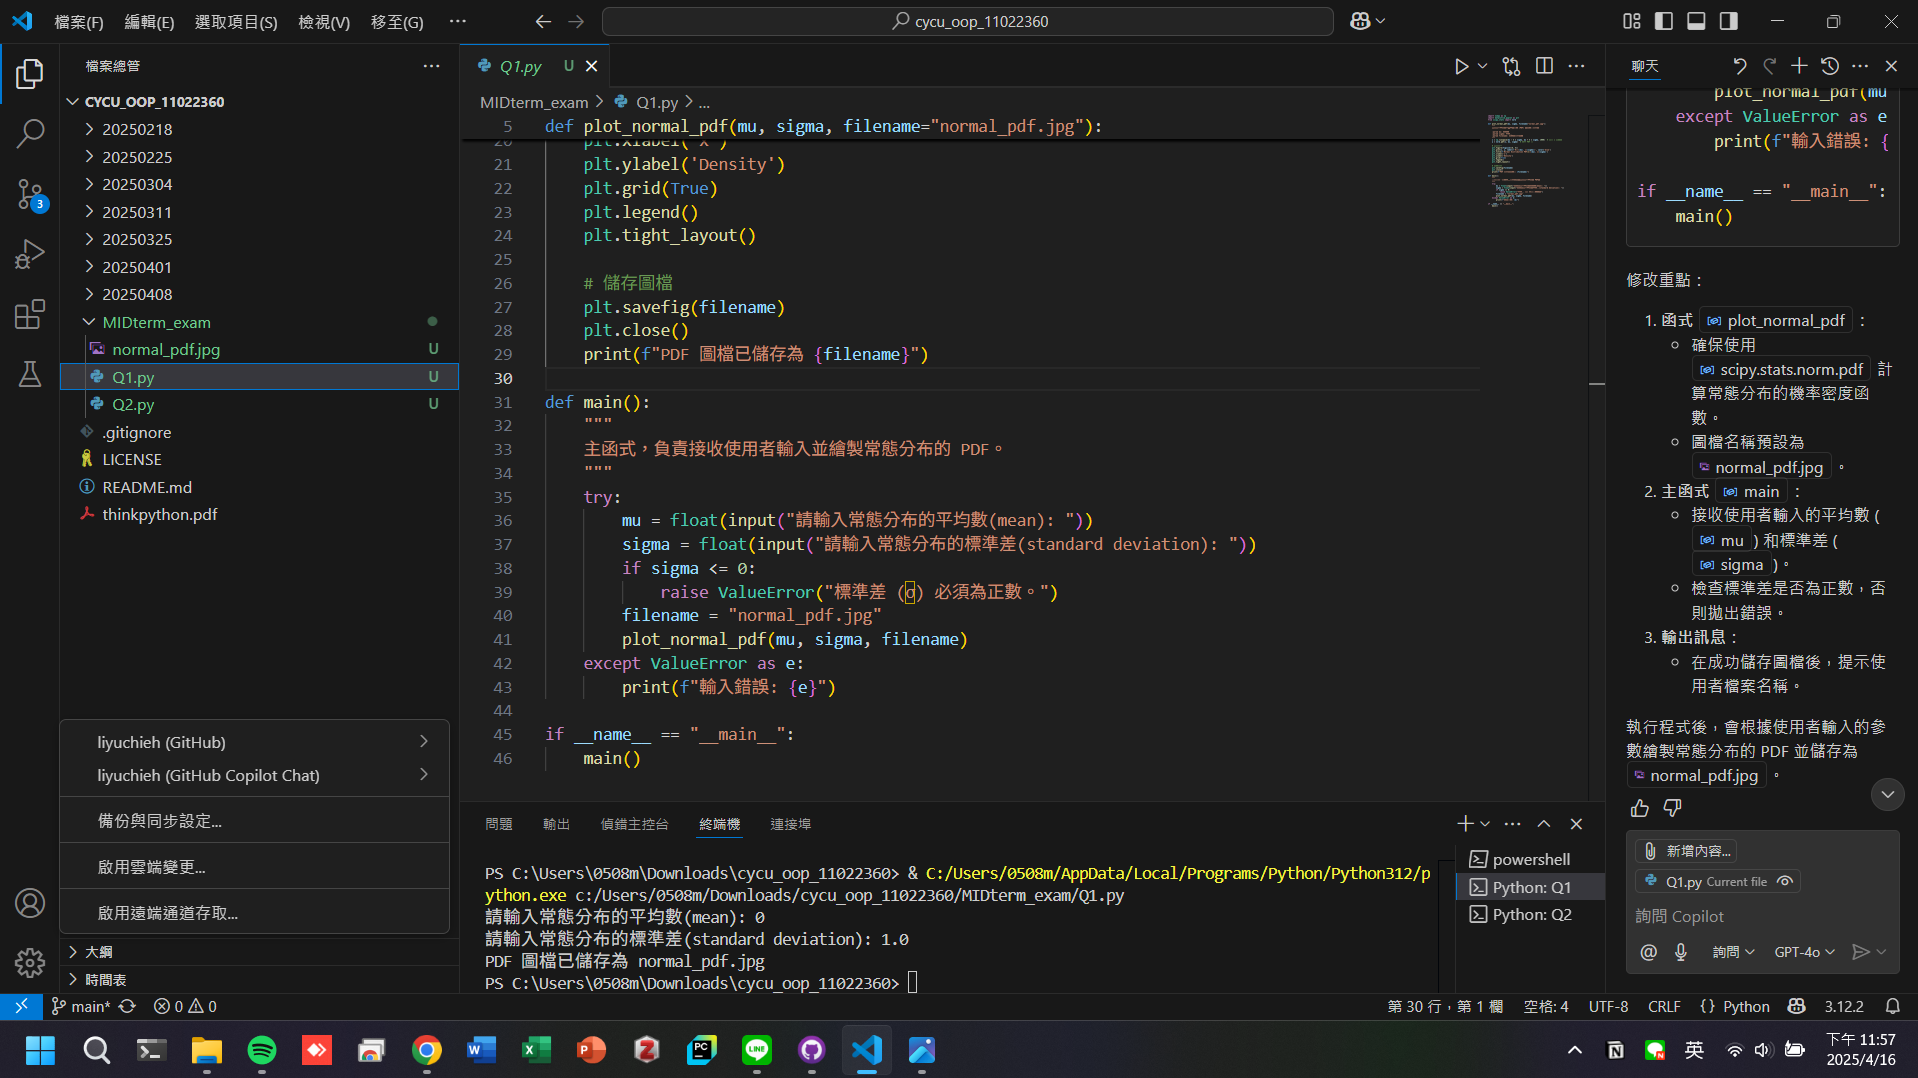 檔案(F) 編輯(E) 選取項目(S) 檢視(V) 移至(G) ···
cycu_oop_11022360
檔案總管
CYCU_OOP_11022360
20250218
20250225
20250304
20250311
20250325
20250401
20250408
MIDterm_exam
normal_pdf.jpg U
Q1.py U
Q2.py U
.gitignore
LICENSE
README.md
thinkpython.pdf
3
liyuchieh (GitHub)
liyuchieh (GitHub Copilot Chat)
備份與同步設定...
啟用雲端變更...
啟用遠端通道存取...
大綱
時間表
Q1.py U
MIDterm_exam > Q1.py > ...
5 def plot_normal_pdf(mu, sigma, filename="normal_pdf.jpg"):
20 plt.xlabel('x')
21 plt.ylabel('Density')
22 plt.grid(True)
23 plt.legend()
24 plt.tight_layout()
25
26 # 儲存圖檔
27 plt.savefig(filename)
28 plt.close()
29 print(f"PDF 圖檔已儲存為 {filename}")
30
31 def main():
32 """
33 主函式，負責接收使用者輸入並繪製常態分布的 PDF。
34 """
35 try:
36 mu = float(input("請輸入常態分布的平均數(mean): "))
37 sigma = float(input("請輸入常態分布的標準差(standard deviation): "))
38 if sigma <= 0:
39 raise ValueError("標準差 (σ) 必須為正數。")
40 filename = "normal_pdf.jpg"
41 plot_normal_pdf(mu, sigma, filename)
42 except ValueError as e:
43 print(f"輸入錯誤: {e}")
44
45 if __name__ == "__main__":
46 main()
問題 輸出 偵錯主控台 終端機 連接埠
PS C:\Users\0508m\Downloads\cycu_oop_11022360> & C:/Users/0508m/AppData/Local/Programs/Python/Python312/p
ython.exe c:/Users/0508m/Downloads/cycu_oop_11022360/MIDterm_exam/Q1.py
請輸入常態分布的平均數(mean): 0
請輸入常態分布的標準差(standard deviation): 1.0
PDF 圖檔已儲存為 normal_pdf.jpg
PS C:\Users\0508m\Downloads\cycu_oop_11022360>
powershell
Python: Q1
Python: Q2
聊天
plot_normal_pdf(mu
except ValueError as e
print(f"輸入錯誤: {
if __name__ == "__main__":
main()
修改重點：
1. 函式 plot_normal_pdf ：
確保使用
scipy.stats.norm.pdf 計
算常態分布的機率密度函
數。
圖檔名稱預設為
normal_pdf.jpg 。
2. 主函式 main ：
接收使用者輸入的平均數 (
mu ) 和標準差 (
sigma )。
檢查標準差是否為正數，否
則拋出錯誤。
3. 輸出訊息：
在成功儲存圖檔後，提示使
用者檔案名稱。
執行程式後，會根據使用者輸入的參
數繪製常態分布的 PDF 並儲存為
normal_pdf.jpg 。
新增內容...
Q1.py Current file
詢問 Copilot
詢問 GPT-4o
main* 0 0
第 30 行，第 1 欄 空格: 4 UTF-8 CRLF {} Python 3.12.2
英
下午 11:57
2025/4/16